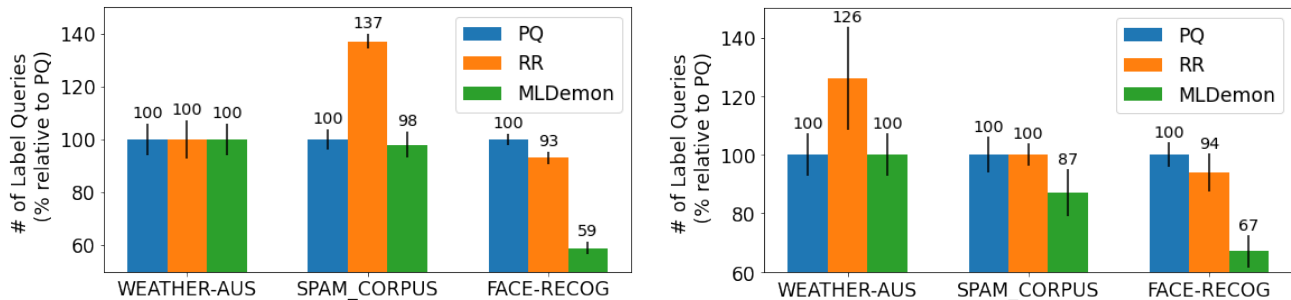 # of Label Queries
(% relative to PQ)
140
120
100
80
60
100
100
100
100
137
98
100
93
59
PQ
RR
MLDemon
WEATHER-AUS
SPAM_CORPUS
FACE-RECOG
# of Label Queries
(% relative to PQ)
140
120
100
80
60
100
126
100
100
100
87
100
94
67
PQ
RR
MLDemon
WEATHER-AUS
SPAM_CORPUS
FACE-RECOG